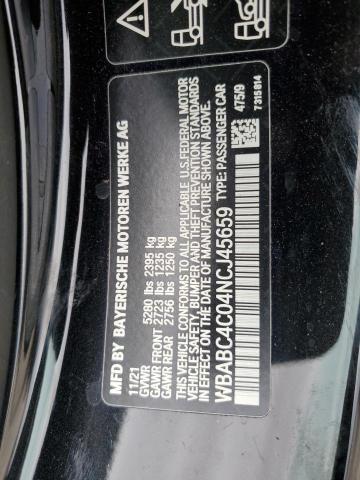 MFD BY BAYERISCHE MOTOREN WERKE AG
11/21
GVWR 5280 lbs 2395 kg
GAWR FRONT 2723 lbs 1235 kg
GAWR REAR 2756 lbs 1250 kg
THIS VEHICLE CONFORMS TO ALL APPLICABLE U.S.FEDERAL MOTOR
VEHICLE SAFETY, BUMPER AND THEFT PREVENTION STANDARDS
IN EFFECT ON THE DATE OF MANUFACTURE SHOWN ABOVE.
WBABC4C04NCJ45659 TYPE: PASSENGER CAR
475/9
7315814